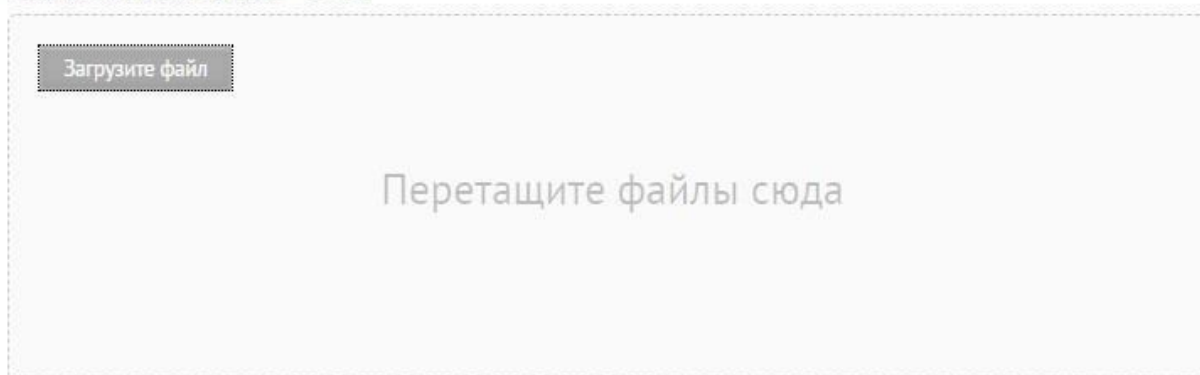 Загрузите файл
Перетащите файлы сюда